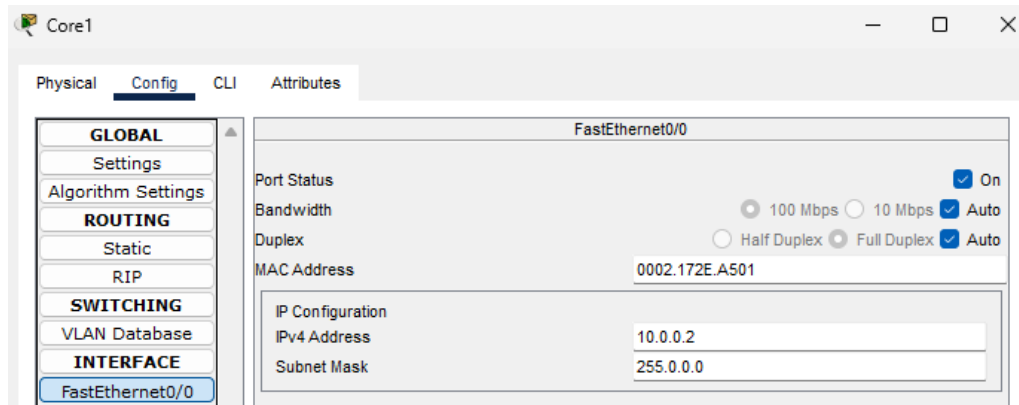 Core1
Physical Config CLI Attributes
GLOBAL
Settings
Algorithm Settings
ROUTING
Static
RIP
SWITCHING
VLAN Database
INTERFACE
FastEthernet0/0
FastEthernet0/0
Port Status On
Bandwidth 100 Mbps 10 Mbps Auto
Duplex Half Duplex Full Duplex Auto
MAC Address 0002.172E.A501
IP Configuration
IPv4 Address 10.0.0.2
Subnet Mask 255.0.0.0